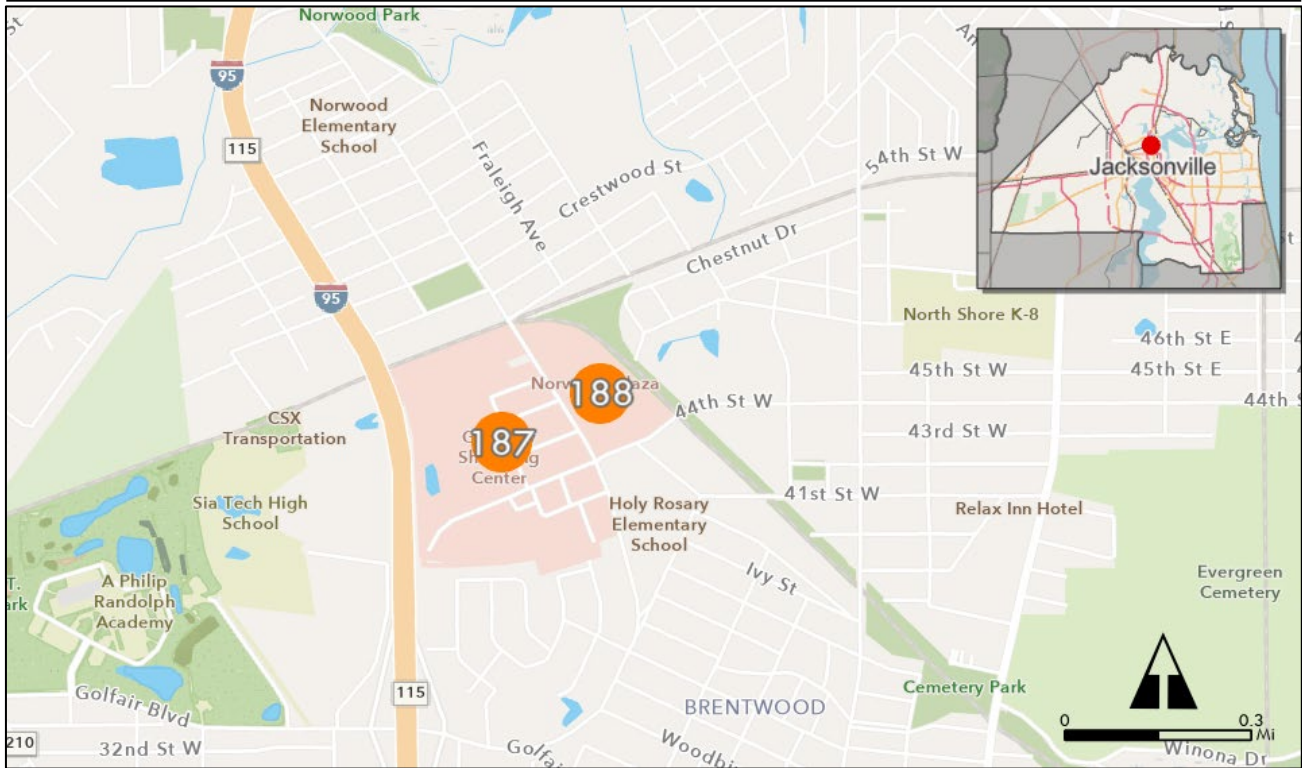 Norwood Park
95
Norwood
Elementary
School
115
Fraleigh Ave
Crestwood St
54th St W
Jacksonville
95
Chestnut Dr
North Shore K-8
46th St E
45th St W
45th St E
188
44th St W
44th
CSX
Transportation
187
Center
43rd St W
41st St W
Sia Tech High
School
Holy Rosary
Elementary
School
Relax Inn Hotel
A Philip
Randolph
Academy
Ivy St
Evergreen
Cemetery
Golfair Blvd
115
Cemetery Park
BRENTWOOD
0
0.3
Mi
210
32nd St W
Winona Dr